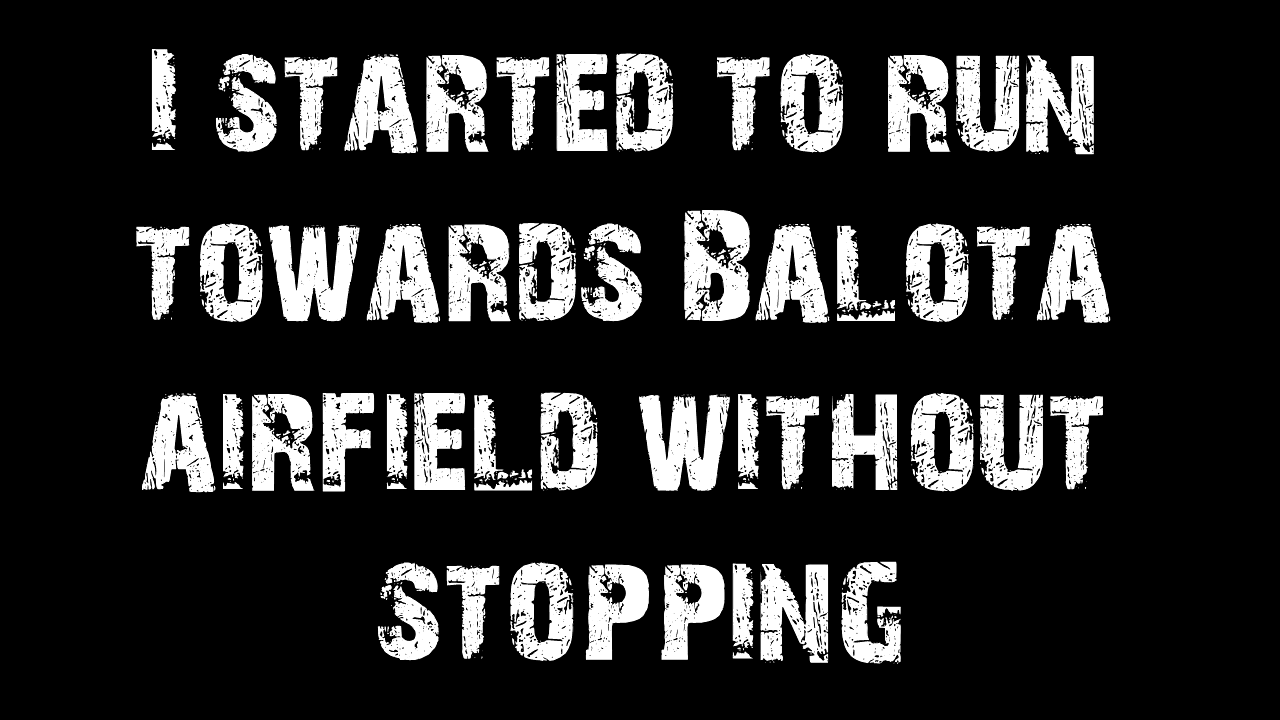 I started to run
towards Balota
airfield without
stopping